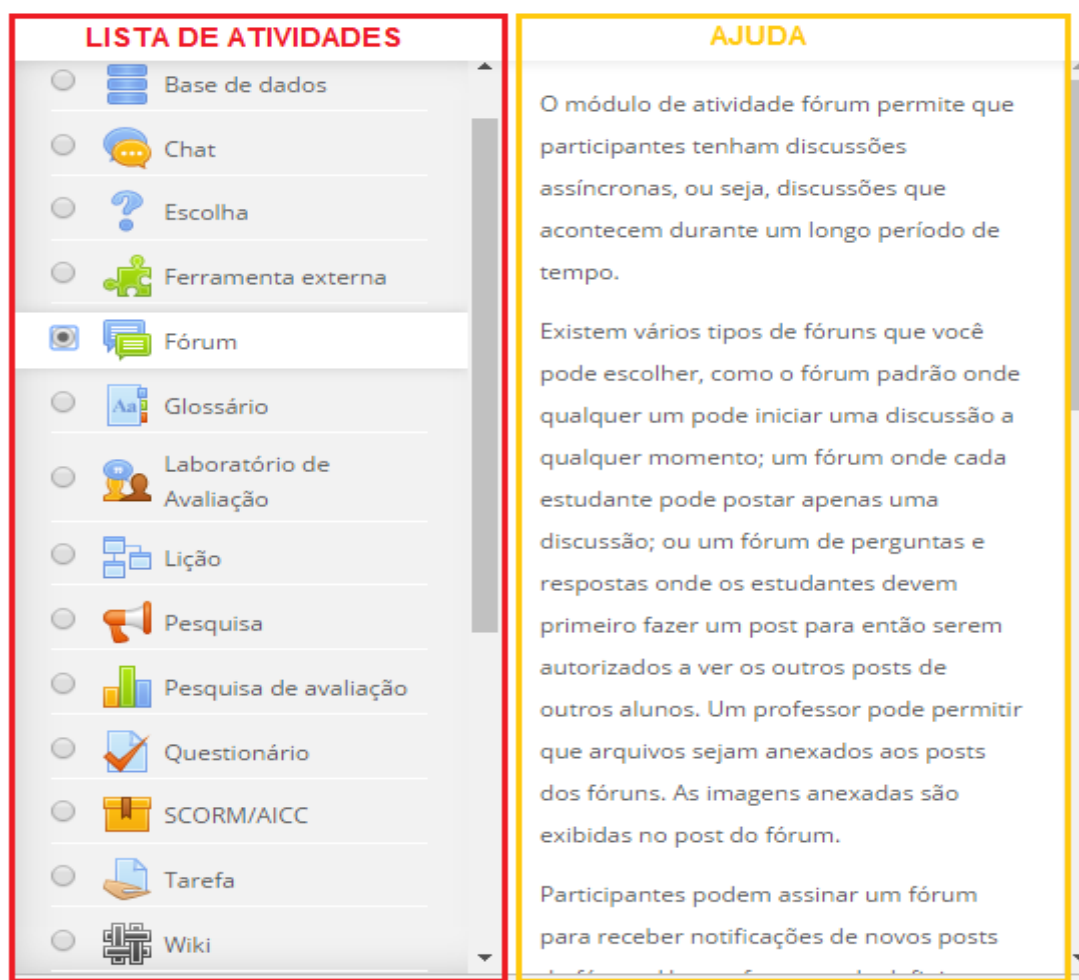 LISTA DE ATIVIDADES
Base de dados
Chat
Escolha
Ferramenta externa
Fórum
Glossário
Laboratório de
Avaliação
Lição
Pesquisa
Pesquisa de avaliação
Questionário
SCORM/AICC
Tarefa
Wiki
AJUDA
O módulo de atividade fórum permite que
participantes tenham discussões
assíncronas, ou seja, discussões que
acontecem durante um longo período de
tempo.
Existem vários tipos de fóruns que você
pode escolher, como o fórum padrão onde
qualquer um pode iniciar uma discussão a
qualquer momento; um fórum onde cada
estudante pode postar apenas uma
discussão; ou um fórum de perguntas e
respostas onde os estudantes devem
primeiro fazer um post para então serem
autorizados a ver os outros posts de
outros alunos. Um professor pode permitir
que arquivos sejam anexados aos posts
dos fóruns. As imagens anexadas são
exibidas no post do fórum.
Participantes podem assinar um fórum
para receber notificações de novos posts